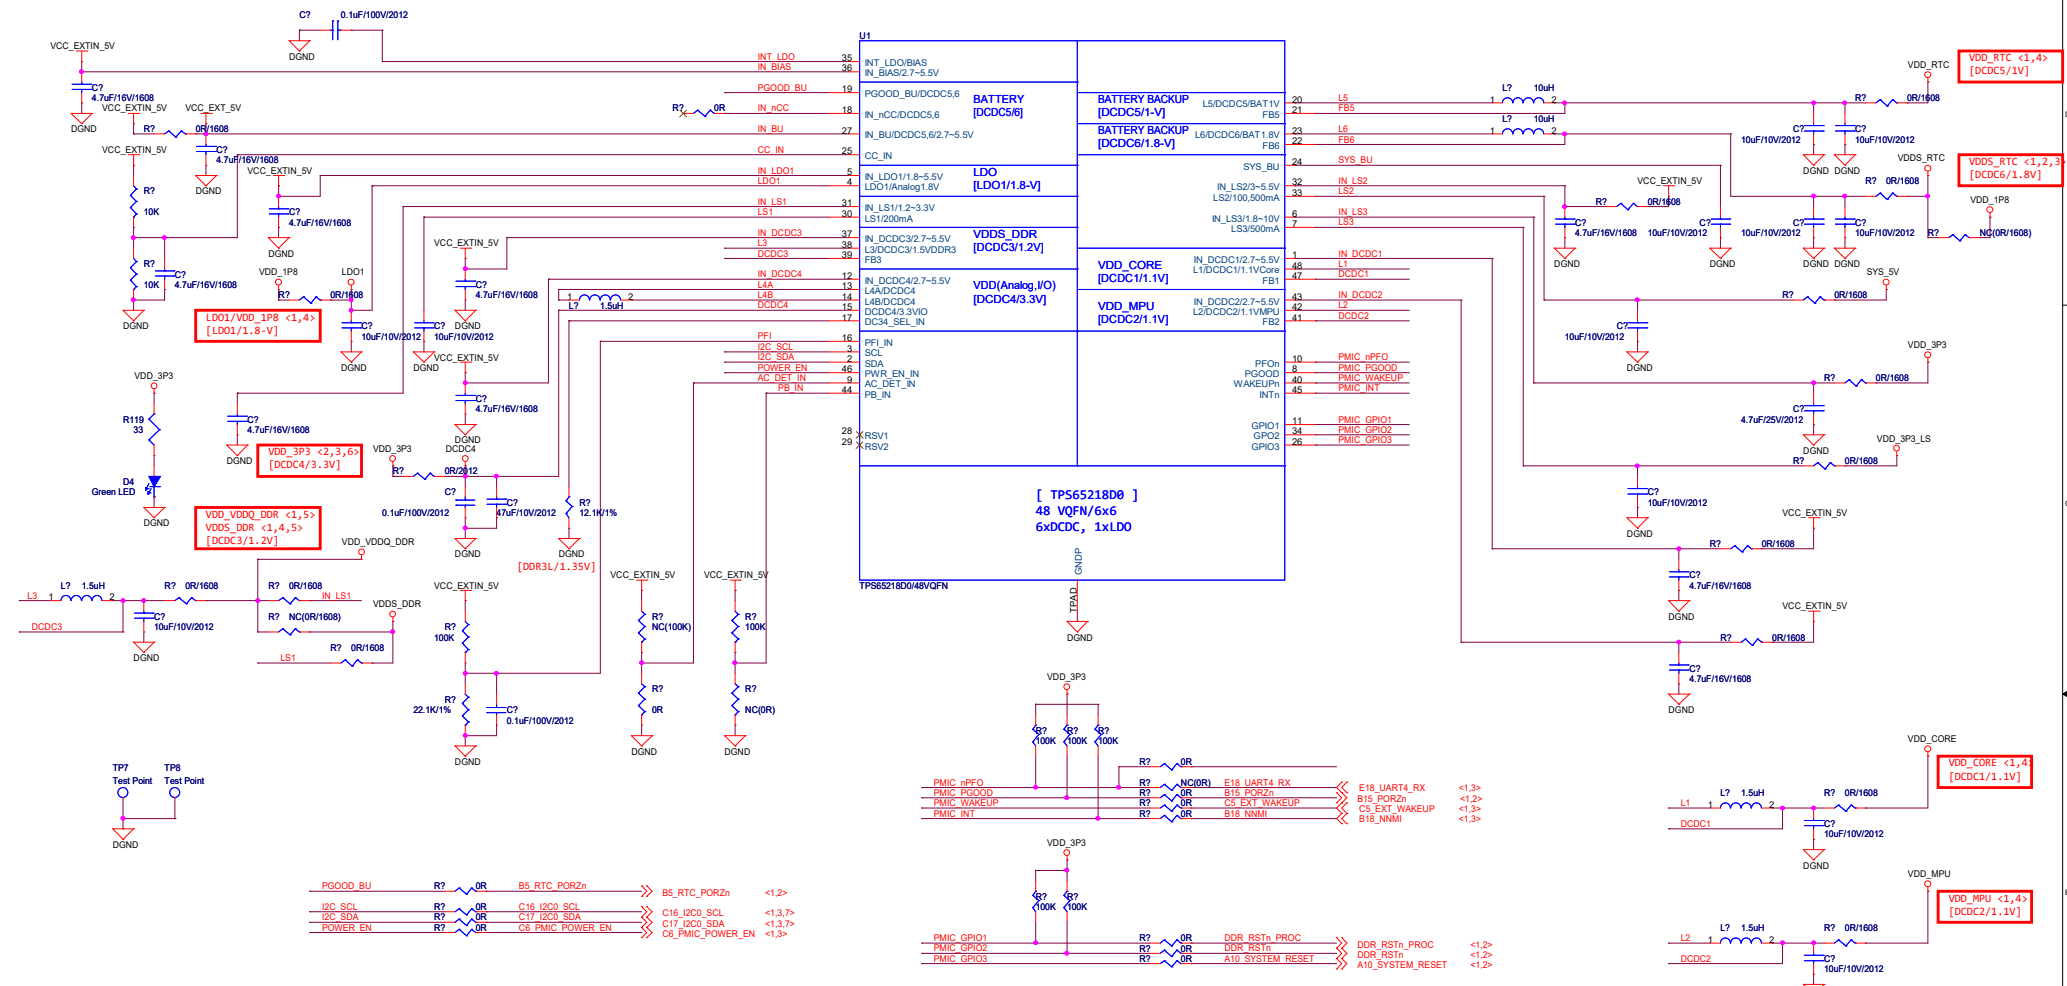 C? 0.1uF/100V/2012
DGND
VCC_EXTIN_5V
C?
4.7uF/16V/1608
DGND
VCC_EXTIN_5V VCC_EXT_5V
R? 0R/1608
C?
4.7uF/16V/1608
DGND
VCC_EXTIN_5V
R?
10K
R?
10K
C?
4.7uF/16V/1608
DGND
VCC_EXTIN_5V
C?
4.7uF/16V/1608
DGND
VDD_1P8 LDO1
R? 0R/1608
LDO1/VDD_1P8 <1,4>
[LDO1/1.8-V]
C?
10uF/10V/2012
DGND
C?
10uF/10V/2012
DGND
VCC_EXTIN_5V
C?
4.7uF/16V/1608
DGND
VCC_EXTIN_5V
C?
4.7uF/16V/1608
DGND
L? 1 2 1.5uH
VDD_3P3
R119
33
D4
Green LED
DGND
C?
4.7uF/16V/1608
DGND
VDD_3P3 <2,3,6>
[DCDC4/3.3V]
VDD_3P3 DCDC4
R? 0R/2012
C?
0.1uF/100V/2012
C?
47uF/10V/2012
DGND
R?
12.1K/1%
DGND
[DDR3L/1.35V]
VDD_VDDQ_DDR <1,5>
VDDS_DDR <1,4,5>
[DCDC3/1.2V]
VDD_VDDQ_DDR
L3 1 L? 1.5uH 2
R? 0R/1608
R? 0R/1608
IN_LS1
DCDC3
C?
10uF/10V/2012
DGND
R? NC(0R/1608)
VDDS_DDR
R? 0R/1608
LS1
VCC_EXTIN_5V
R?
100K
R?
22.1K/1%
C?
0.1uF/100V/2012
DGND
VCC_EXTIN_5V
R?
NC(100K)
R?
0R
DGND
VCC_EXTIN_5V
R?
100K
R?
NC(0R)
DGND
TP7
Test Point
TP8
Test Point
DGND
U1
INT_LDO 35 INT_LDO/BIAS
IN_BIAS 36 IN_BIAS/2.7~5.5V
PGOOD_BU 19 PGOOD_BU/DCDC5,6
R? 0R
IN_nCC 18 IN_nCC/DCDC5,6
IN_BU 27 IN_BU/DCDC5,6/2.7~5.5V
CC_IN 25 CC_IN
IN_LDO1 5 IN_LDO1/1.8~5.5V
LDO1 4 LDO1/Analog1.8V
IN_LS1 31 IN_LS1/1.2~3.3V
LS1 30 LS1/200mA
IN_DCDC3 37 IN_DCDC3/2.7~5.5V
L3 38 L3/DCDC3/1.5VDDR3
DCDC3 39 FB3
IN_DCDC4 12 IN_DCDC4/2.7~5.5V
L4A 13 L4A/DCDC4
L4B 14 L4B/DCDC4
DCDC4 15 DCDC4/3.3VIO
17 DC34_SEL_IN
PFI 16 PFI_IN
I2C_SCL 3 SCL
I2C_SDA 2 SDA
POWER_EN 46 PWR_EN_IN
AC_DET_IN 9 AC_DET_IN
PB_IN 44 PB_IN
28 RSV1
29 RSV2
BATTERY
[DCDC5/6]
LDO
[LDO1/1.8-V]
VDDS_DDR
[DCDC3/1.2V]
VDD(Analog,I/O)
[DCDC4/3.3V]
BATTERY BACKUP
[DCDC5/1-V]
BATTERY BACKUP
[DCDC6/1.8-V]
VDD_CORE
[DCDC1/1.1V]
VDD_MPU
[DCDC2/1.1V]
L5/DCDC5/BAT1V 20 L5
FB5 21 FB5
L6/DCDC6/BAT1.8V 23 L6
FB6 22 FB6
SYS_BU 24 SYS_BU
IN_LS2/3~5.5V 32 IN_LS2
LS2/100,500mA 33 LS2
IN_LS3/1.8~10V 6 IN_LS3
LS3/500mA 7 LS3
IN_DCDC1/2.7~5.5V 1 IN_DCDC1
L1/DCDC1/1.1VCore 48 L1
FB1 47 DCDC1
IN_DCDC2/2.7~5.5V 43 IN_DCDC2
L2/DCDC2/1.1VMPU 42 L2
FB2 41 DCDC2
PFOn 10 PMIC_nPFO
PGOOD 8 PMIC_PGOOD
WAKEUPn 40 PMIC_WAKEUP
INTn 45 PMIC_INT
GPIO1 11 PMIC_GPIO1
GPO2 34 PMIC_GPIO2
GPIO3 26 PMIC_GPIO3
[ TPS65218D0 ]
48 VQFN/6x6
6xDCDC, 1xLDO
GNDP
TPS65218D0/48VQFN
TPAD
DGND
L? 10uH
1 2
L? 10uH
1 2
VDD_RTC
VDD_RTC <1,4>
[DCDC5/1V]
R? 0R/1608
C?
10uF/10V/2012
C?
10uF/10V/2012
DGND DGND
VDDS_RTC
VDDS_RTC <1,2,3
[DCDC6/1.8V]
R? 0R/1608
VDD_1P8
R? NC(0R/1608)
VCC_EXTIN_5V
R? 0R/1608
C?
4.7uF/16V/1608
DGND
C?
10uF/10V/2012
DGND
C?
10uF/10V/2012
C?
10uF/10V/2012
DGND DGND
SYS_5V
R? 0R/1608
C?
10uF/10V/2012
DGND
VDD_3P3
R? 0R/1608
C?
4.7uF/25V/2012
DGND
VDD_3P3_LS
R? 0R/1608
C?
10uF/10V/2012
DGND
VCC_EXTIN_5V
R? 0R/1608
C?
4.7uF/16V/1608
DGND
VCC_EXTIN_5V
R? 0R/1608
C?
4.7uF/16V/1608
DGND
VDD_CORE
VDD_CORE <1,4>
[DCDC1/1.1V]
L1 1 L? 1.5uH 2
R? 0R/1608
DCDC1
C?
10uF/10V/2012
DGND
VDD_MPU
VDD_MPU <1,4>
[DCDC2/1.1V]
L2 1 L? 1.5uH 2
R? 0R/1608
DCDC2
C?
10uF/10V/2012
VDD_3P3
R? R? R?
100K 100K 100K
R? 0R
PMIC_nPFO R? NC(0R) E18_UART4_RX E18_UART4_RX <1,3>
PMIC_PGOOD R? 0R B15_PORZn B15_PORZn <1,2>
PMIC_WAKEUP R? 0R C5_EXT_WAKEUP C5_EXT_WAKEUP <1,3>
PMIC_INT R? 0R B18_NNMI B18_NNMI <1,3>
VDD_3P3
R? R?
100K 100K
PMIC_GPIO1 R? 0R DDR_RSTn_PROC DDR_RSTn_PROC <1,2>
PMIC_GPIO2 R? 0R DDR_RSTn DDR_RSTn <1,2>
PMIC_GPIO3 R? 0R A10_SYSTEM_RESET A10_SYSTEM_RESET <1,2>
PGOOD_BU R? 0R B5_RTC_PORZn B5_RTC_PORZn <1,2>
I2C_SCL R? 0R C16_I2C0_SCL C16_I2C0_SCL <1,3,7>
I2C_SDA R? 0R C17_I2C0_SDA C17_I2C0_SDA <1,3,7>
POWER_EN R? 0R C6_PMIC_POWER_EN C6_PMIC_POWER_EN <1,3>